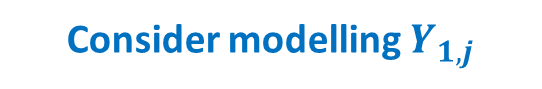 Consider modelling Y₁,ⱼ